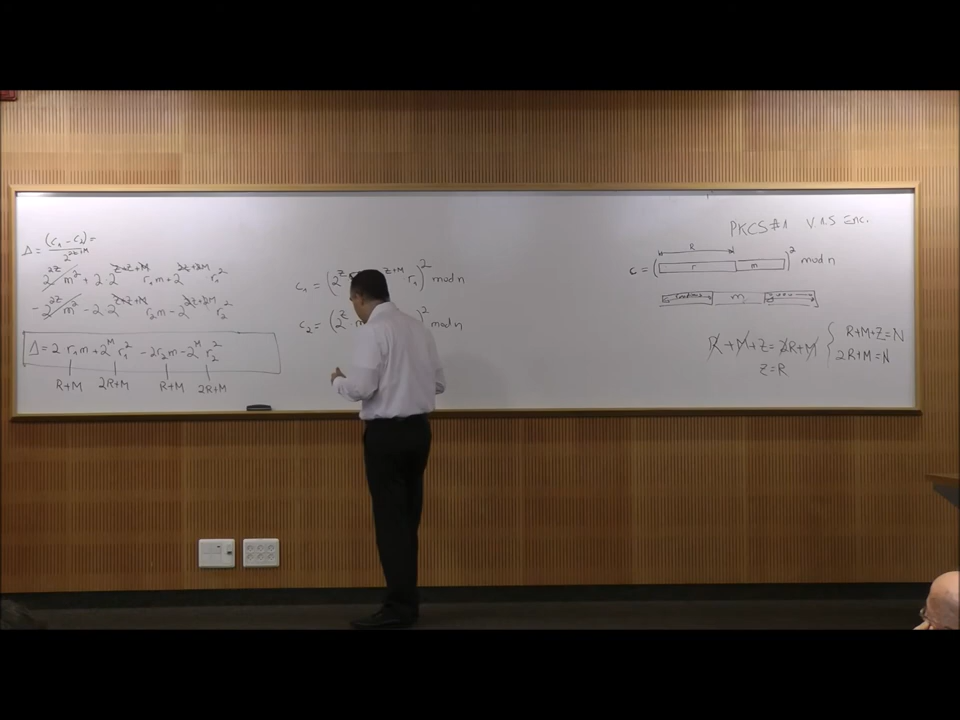 Δ = (c₁ - c₂) / 2^(2Z+M) =
2^(2Z) m² + 2·2^(Z+Z+M) r₁m + 2^(2Z+2M) r₁²
- 2^(2Z) m² - 2·2^(Z+Z+M) r₂m - 2^(2Z+2M) r₂²
Δ = 2 r₁m + 2^M r₁² - 2r₂m - 2^M r₂²
R+M 2R+M R+M 2R+M
c₁ = (2^Z Z+M r₁)² mod n
c₂ = (2^Z · m )² mod n
PKCS#1 V1.5 Enc.
R
c = ( r m )² mod n
m
R + M + Z = 2R + M
Z = R
R+M+Z=N
2R+M=N